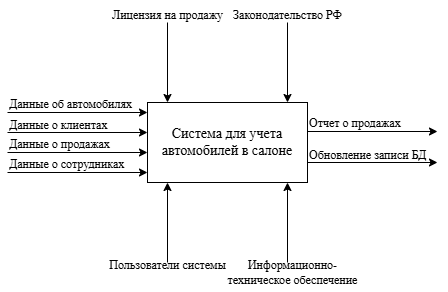 Лицензия на продажу
Законодательство РФ
Данные об автомобилях
Данные о клиентах
Данные о продажах
Данные о сотрудниках
Система для учета
автомобилей в салоне
Отчет о продажах
Обновление записи БД
Пользователи системы
Информационно-
техническое обеспечение